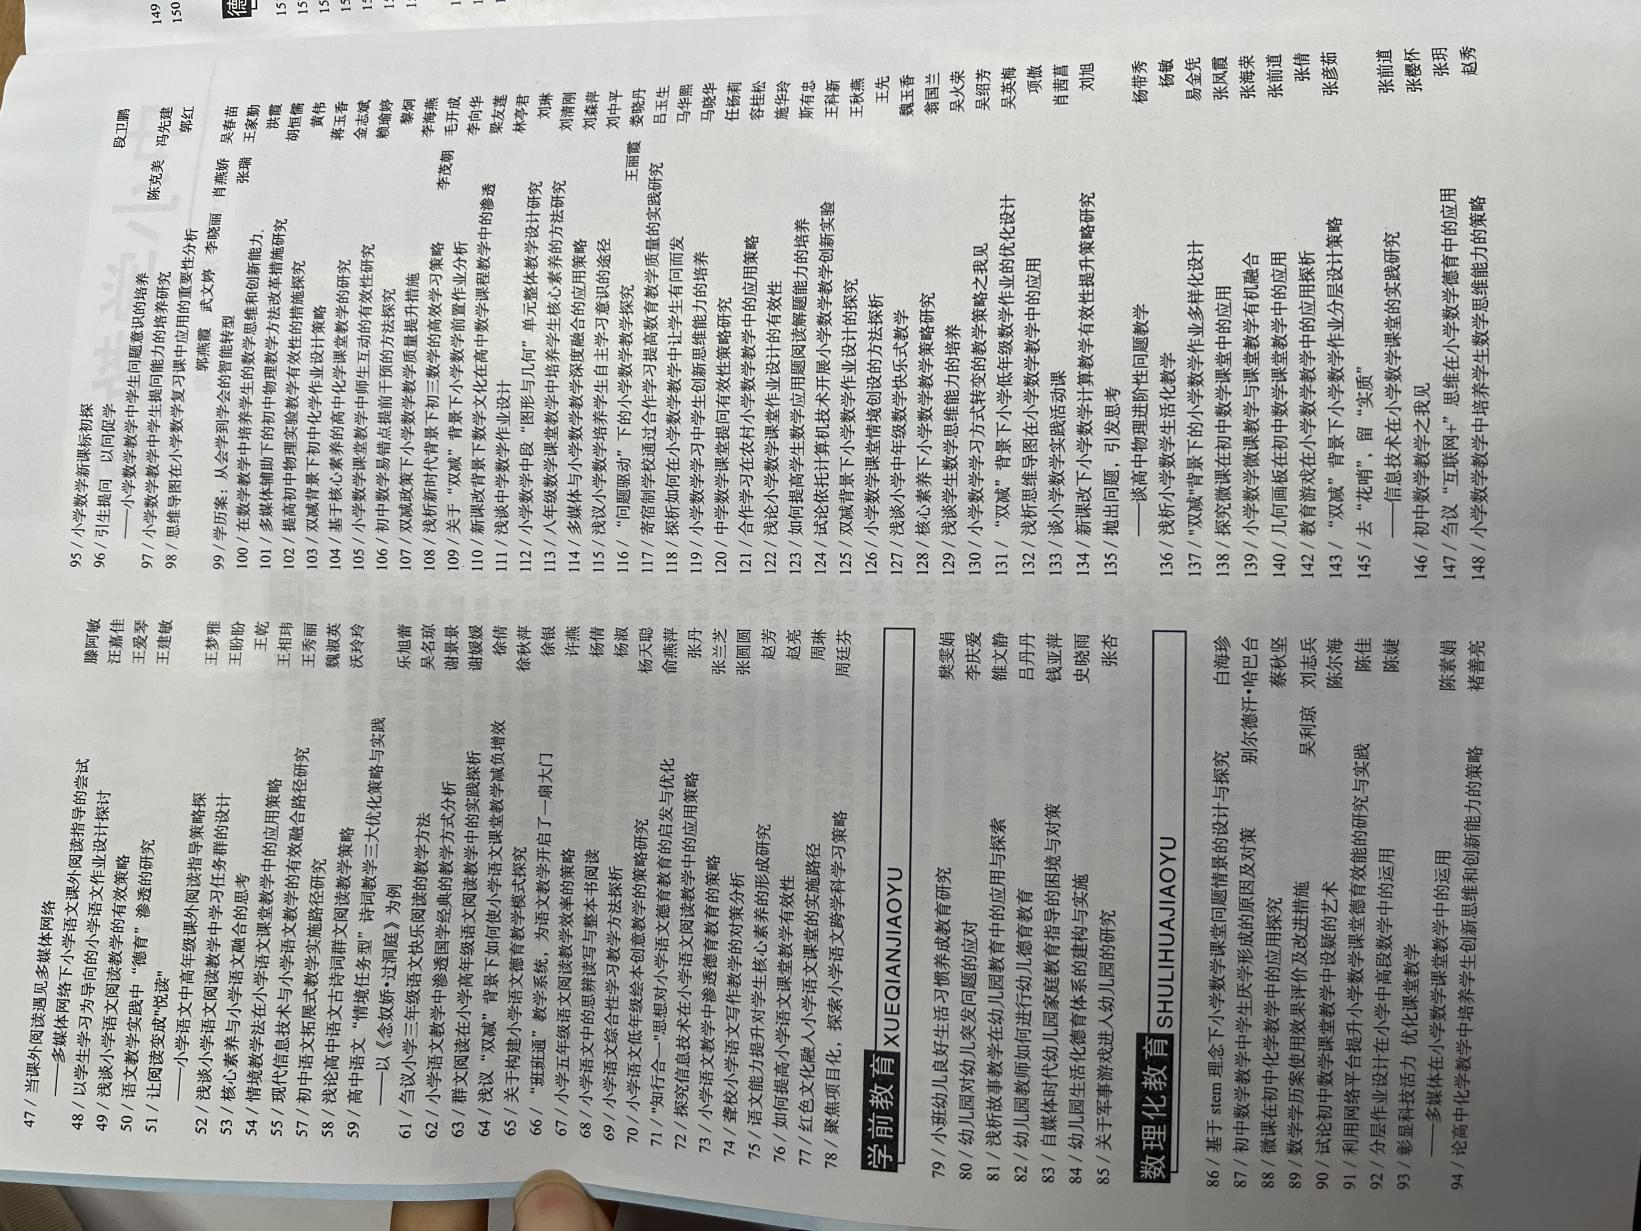 47 / 当课外阅读遇见多媒体网络
——多媒体网络下小学语文课外阅读指导的尝试 滕阿敏
48 / 以学生学习为导向的小学语文作业设计探讨 汪嘉佳
49 / 浅谈小学语文阅读教学的有效策略 王爱琴
50 / 语文教学实践中“德育”渗透的研究 王建敏
51 / 让阅读变成"悦读"
——小学语文中高年级课外阅读指导策略探 王梦雅
52 / 浅谈小学语文阅读教学中学习任务群的设计 王盼盼
53 / 核心素养与小学语文融合的思考 王乾
54 / 情境教学法在小学语文课堂教学中的应用策略 王相玮
55 / 现代信息技术与小学语文教学的有效融合路径研究 王秀丽
57 / 初中语文拓展式教学实施路径研究 魏淑英
58 / 浅论高中语文古诗词群文阅读教学策略 沃玲玲
59 / 高中语文“情境任务型”诗词教学三大优化策略与实践
——以《念奴娇•过洞庭》为例 乐旭蕾
61 / 刍议小学三年级语文快乐阅读的教学方法 吴名琼
62 / 小学语文教学中渗透国学经典的教学方式分析 谢景景
63 / 群文阅读在小学高年级语文阅读教学中的实践探析 谢媛媛
64 / 浅议“双减”背景下如何使小学语文课堂教学减负增效 徐倩
65 / 关于构建小学语文德育教学模式探究 徐秋萍
66 / “班班通”教学系统，为语文教学开启了一扇大门 徐银
67 / 小学五年级语文阅读教学效率的策略 许燕
68 / 小学语文中的思辨读写与整本书阅读 杨倩
69 / 小学语文综合性学习教学方法探析 杨淑
70 / 小学语文低年级绘本创意教学的策略研究 杨天聪
71 / "知行合一"思想对小学语文德育教育的启发与优化 俞燕萍
72 / 探究信息技术在小学语文阅读教学中的应用策略 张丹
73 / 小学语文教学中渗透德育教育的策略 张兰芝
74 / 聋校小学语文写作教学的对策分析 张圆圆
75 / 语文能力提升对学生核心素养的形成研究 赵芳
76 / 如何提高小学语文课堂教学有效性 赵亮
77 / 红色文化融入小学语文课堂的实施路径 周琳
78 / 聚焦项目化，探索小学语文跨学科学习策略 周廷芬
学前教育 XUEQIANJIAOYU
79 / 小班幼儿良好生活习惯养成教育研究 樊雯娟
80 / 幼儿园对幼儿突发问题的应对 李庆爱
81 / 浅析故事教学在幼儿园教育中的应用与探索 雒文静
82 / 幼儿园教师如何进行幼儿德育教育 吕丹丹
83 / 自媒体时代幼儿园家庭教育指导的困境与对策 钱亚萍
84 / 幼儿园生活化德育体系的建构与实施 史晓雨
85 / 关于军事游戏进入幼儿园的研究 张杏
数理化教育 SHULIHUAJIAOYU
86 / 基于 stem 理念下小学数学课堂问题情景的设计与探究 白海珍
87 / 初中数学教学中学生厌学形成的原因及对策 别尔德汗•哈巴台
88 / 微课在初中化学教学中的应用探究 蔡秋坚
89 / 数学学历案使用效果评价及改进措施 吴利琼 刘志兵
90 / 试论初中数学课堂教学中设疑的艺术 陈尔海
91 / 利用网络平台提升小学数学课堂德育效能的研究与实践 陈佳
92 / 分层作业设计在小学中高段数学中的运用 陈婕
93 / 彰显科技活力 优化课堂教学
——多媒体在小学数学课堂教学中的运用 陈素娟
94 / 论高中化学教学中培养学生创新思维和创新能力的策略 褚善亮
95 / 小学数学新课标初探 段卫鹏
96 / 引生提问 以问促学
——小学数学教学中学生问题意识的培养 陈克美 冯先建
97 / 小学数学教学中学生提问能力的培养研究 郭红
98 / 思维导图在小学数学复习课中应用的重要性分析
郭燕霞 武文婷 李晓丽 肖燕娇 吴春苗
99 / 学历案：从会学到学会的智能转型 张瑞 王家勤
100 / 在数学教学中培养学生的数学思维和创新能力 洪霞
101 / 多媒体辅助下的初中物理教学方法改革措施研究 胡恒儒
102 / 提高初中物理实验教学有效性的措施探究 黄伟
103 / 双减背景下初中化学作业设计策略 蒋玉香
104 / 基于核心素养的高中化学课堂教学的研究 金志斌
105 / 小学数学课堂教学中师生互动的有效性研究 赖瑜婷
106 / 初中数学易错点提前干预的方法探究 黎炯
107 / 双减政策下小学数学教学质量提升措施 李海燕
108 / 浅析新时代背景下初三数学的高效学习策略 李茂朝 毛开成
109 / 关于“双减”背景下小学数学前置作业分析 李向华
110 / 新课改背景下数学文化在高中数学课程教学中的渗透 梁友莲
111 / 浅谈中学数学作业设计 林亭君
112 / 小学数学中段“图形与几何”单元整体教学设计研究 刘琳
113 / 八年级数学课堂教学中培养学生核心素养的方法研究 刘清刚
114 / 多媒体与小学数学教学深度融合的应用策略 刘森萍
115 / 浅议小学数学培养学生自主学习意识的途径 刘中平
116 / “问题驱动”下的小学数学教学探究 王丽霞 娄晓丹
117 / 寄宿制学校通过合作学习提高数育教学质量的实践研究 吕玉生
118 / 探析如何在小学数学教学中让学生有问而发 马华熙
119 / 小学数学学习中学生创新思维能力的培养 马晓华
120 / 中学数学课堂提问有效性策略研究 任杨莉
121 / 合作学习在农村小学数学教学中的应用策略 容桂松
122 / 浅论小学数学课堂作业设计的有效性 施华玲
123 / 如何提高学生数学应用题阅读解题能力的培养 斯有忠
124 / 试论依托计算机技术开展小学数学教学创新实验 王科新
125 / 双减背景下小学数学作业设计的探究 王秋燕
126 / 小学数学课堂情境创设的方法探析 王先
127 / 浅谈小学中年级数学快乐式教学 魏玉香
128 / 核心素养下小学数学教学策略研究 翁国兰
129 / 浅谈学生数学思维能力的培养 吴火荣
130 / 小学数学学习方式转变的教学策略之我见 吴绍芳
131 / “双减”背景下小学低年级数学作业的优化设计 吴英梅
132 / 浅析思维导图在小学数学教学中的应用 项傲
133 / 谈小学数学实践活动课 肖茜菖
134 / 新课改下小学数学计算教学有效性提升策略研究 刘旭
135 / 抛出问题，引发思考
——谈高中物理进阶性问题教学 杨带秀
136 / 浅析小学数学生活化教学 杨敏
137 / "双减"背景下的小学数学作业多样化设计 易金凭
138 / 探究微课在初中数学课堂中的应用 张凤霞
139 / 小学数学微课教学与课堂教学有机融合 张海荣
140 / 几何画板在初中数学课堂教学中的应用 张前道
142 / 教育游戏在小学数学教学中的应用探析 张倩
143 / “双减”背景下小学数学作业分层设计策略 张彦茹
145 / 去“花哨”，留“实质”
——信息技术在小学数学课堂的实践研究 张前道
146 / 初中数学教学之我见 张樱怀
147 / 刍议“互联网+”思维在小学数学德育中的应用 张玥
148 / 小学数学教学中培养学生数学思维能力的策略 赵秀
149
150
德